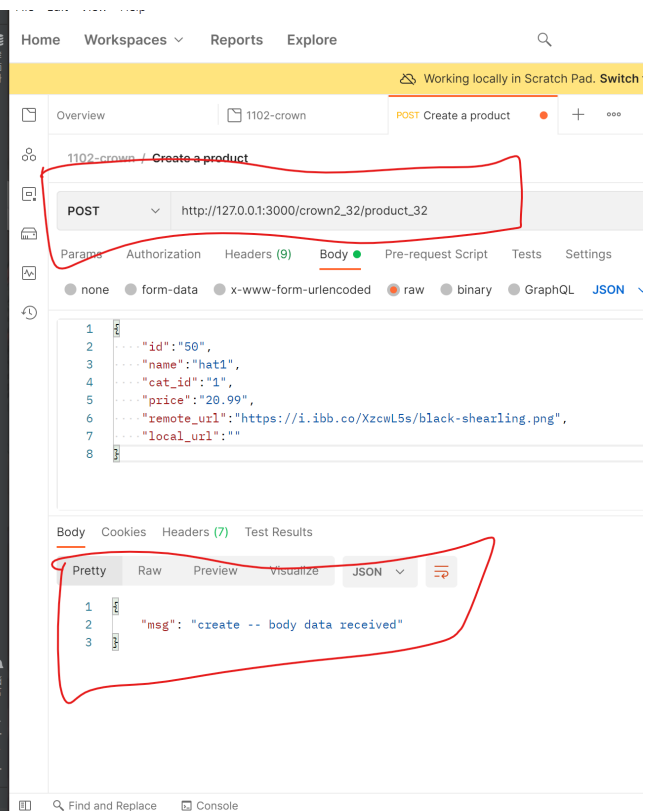 Home Workspaces Reports Explore
Working locally in Scratch Pad. Switch
Overview 1102-crown POST Create a product
1102-crown / Create a product
POST http://127.0.0.1:3000/crown2_32/product_32
Params Authorization Headers (9) Body Pre-request Script Tests Settings
none form-data x-www-form-urlencoded raw binary GraphQL JSON
1 {
2 "id":"50",
3 "name":"hat1",
4 "cat_id":"1",
5 "price":"20.99",
6 "remote_url":"https://i.ibb.co/XzcwL5s/black-shearling.png",
7 "local_url":""
8 }
Body Cookies Headers (7) Test Results
Pretty Raw Preview Visualize JSON
1 {
2 "msg": "create -- body data received"
3 }
Find and Replace Console